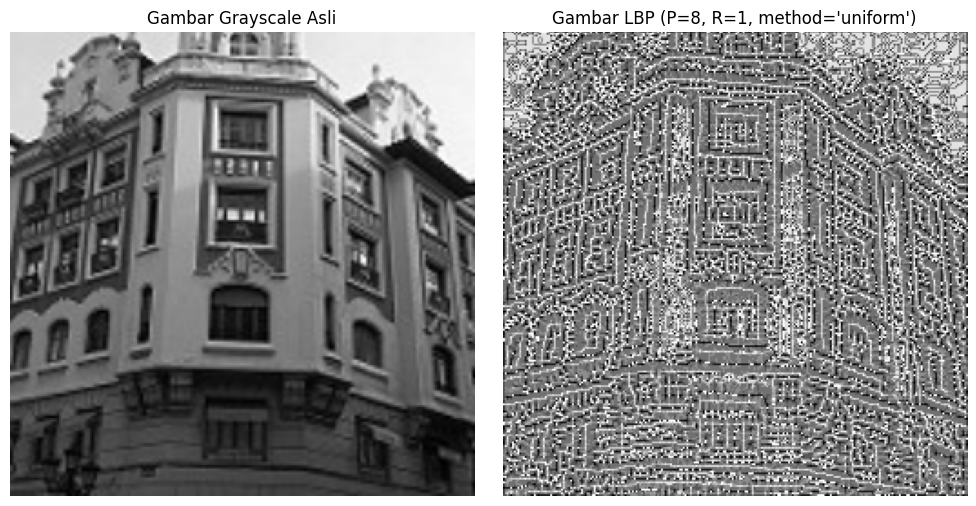 Gambar Grayscale Asli
Gambar LBP (P=8, R=1, method='uniform')